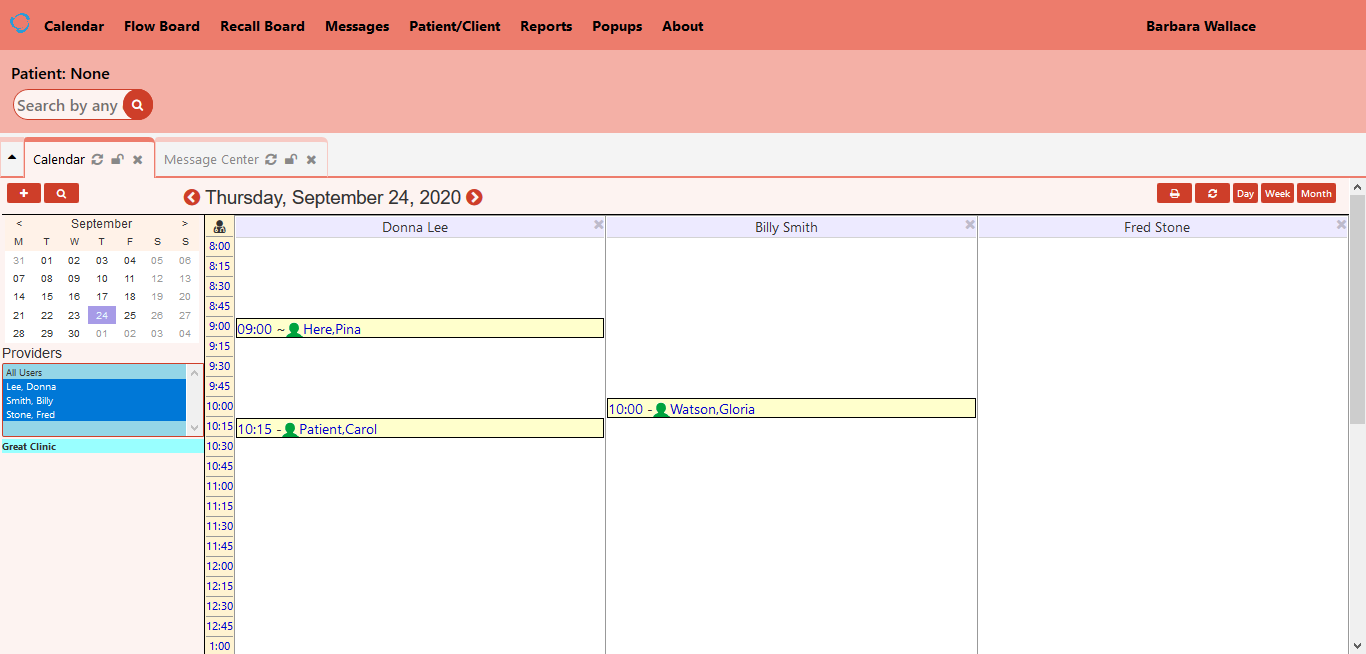 Calendar Flow Board Recall Board Messages Patient/Client Reports Popups About Barbara Wallace
Patient: None
Search by any
Calendar Message Center
Thursday, September 24, 2020
Day Week Month
< September >
M T W T F S S
31 01 02 03 04 05 06
07 08 09 10 11 12 13
14 15 16 17 18 19 20
21 22 23 24 25 26 27
28 29 30 01 02 03 04
Providers
All Users
Lee, Donna
Smith, Billy
Stone, Fred
Great Clinic
Donna Lee Billy Smith Fred Stone
8:00
8:15
8:30
8:45
9:00 09:00 ~ Here,Pina
9:15
9:30
9:45
10:00 10:00 - Watson,Gloria
10:15 10:15 - Patient,Carol
10:30
10:45
11:00
11:15
11:30
11:45
12:00
12:15
12:30
12:45
1:00